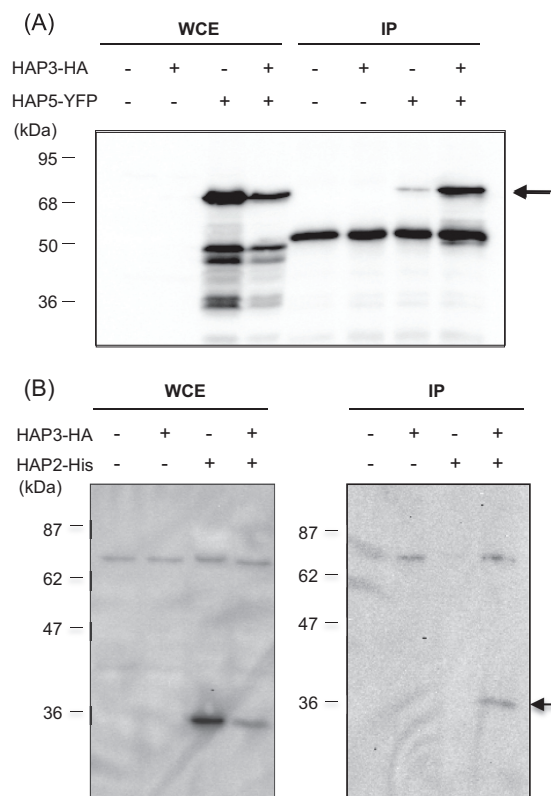 (A)
WCE IP
HAP3-HA - + - + - + - +
HAP5-YFP - - + + - - + +
(kDa)
95
68
50
36
(B)
WCE IP
HAP3-HA - + - + - + - +
HAP2-His - - + + - - + +
(kDa)
87 87
62 62
47 47
36 36